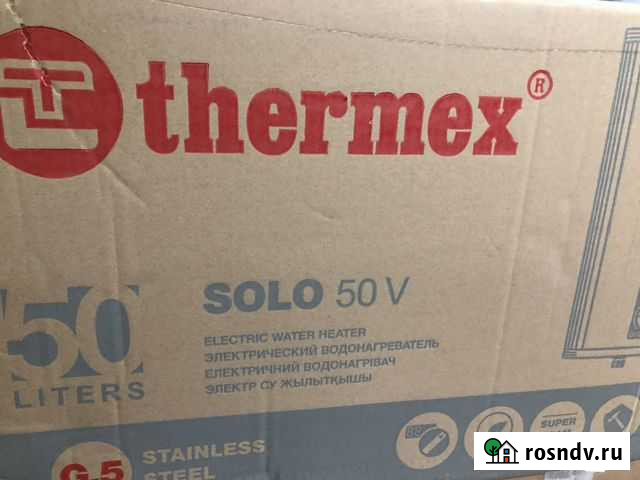 thermex®
50
LITERS
SOLO 50 V
ELECTRIC WATER HEATER
ЭЛЕКТРИЧЕСКИЙ ВОДОНАГРЕВАТЕЛЬ
ЕЛЕКТРИЧНИЙ ВОДОНАГРІВАЧ
ЭЛЕКТР СУ ЖЫЛЫТҚЫШЫ
G.5
STAINLESS
STEEL
SUPER
rosndv.ru